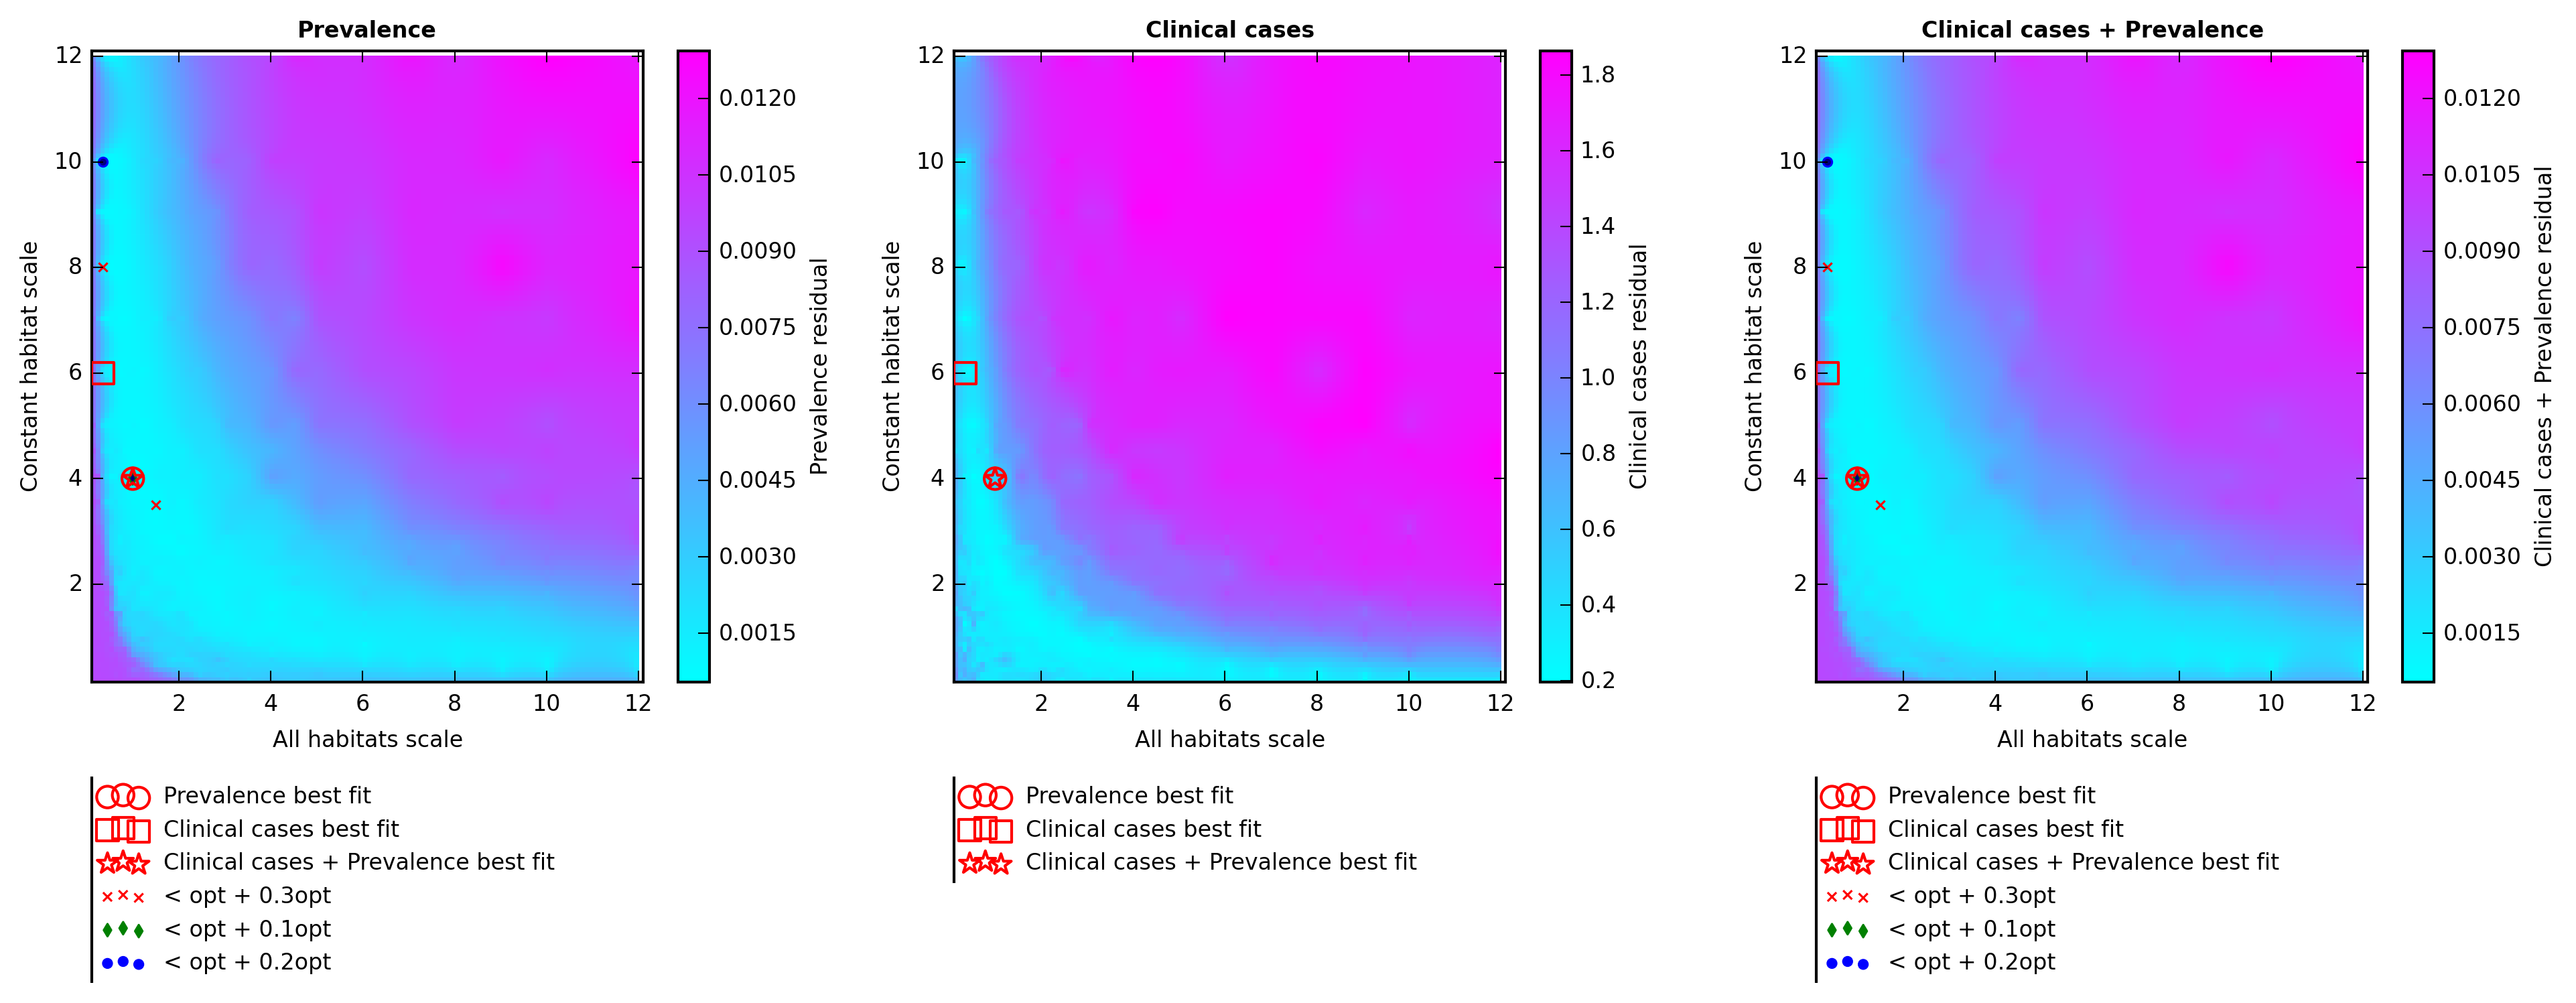 Prevalence
Constant habitat scale
12
10
8
6
4
2
2 4 6 8 10 12
All habitats scale
0.0120
0.0105
0.0090
0.0075
0.0060
0.0045
0.0030
0.0015
Prevalence residual
Prevalence best fit
Clinical cases best fit
Clinical cases + Prevalence best fit
< opt + 0.3opt
< opt + 0.1opt
< opt + 0.2opt
Clinical cases
Constant habitat scale
12
10
8
6
4
2
2 4 6 8 10 12
All habitats scale
1.8
1.6
1.4
1.2
1.0
0.8
0.6
0.4
0.2
Clinical cases residual
Prevalence best fit
Clinical cases best fit
Clinical cases + Prevalence best fit
Clinical cases + Prevalence
Constant habitat scale
12
10
8
6
4
2
2 4 6 8 10 12
All habitats scale
0.0120
0.0105
0.0090
0.0075
0.0060
0.0045
0.0030
0.0015
Clinical cases + Prevalence residual
Prevalence best fit
Clinical cases best fit
Clinical cases + Prevalence best fit
< opt + 0.3opt
< opt + 0.1opt
< opt + 0.2opt